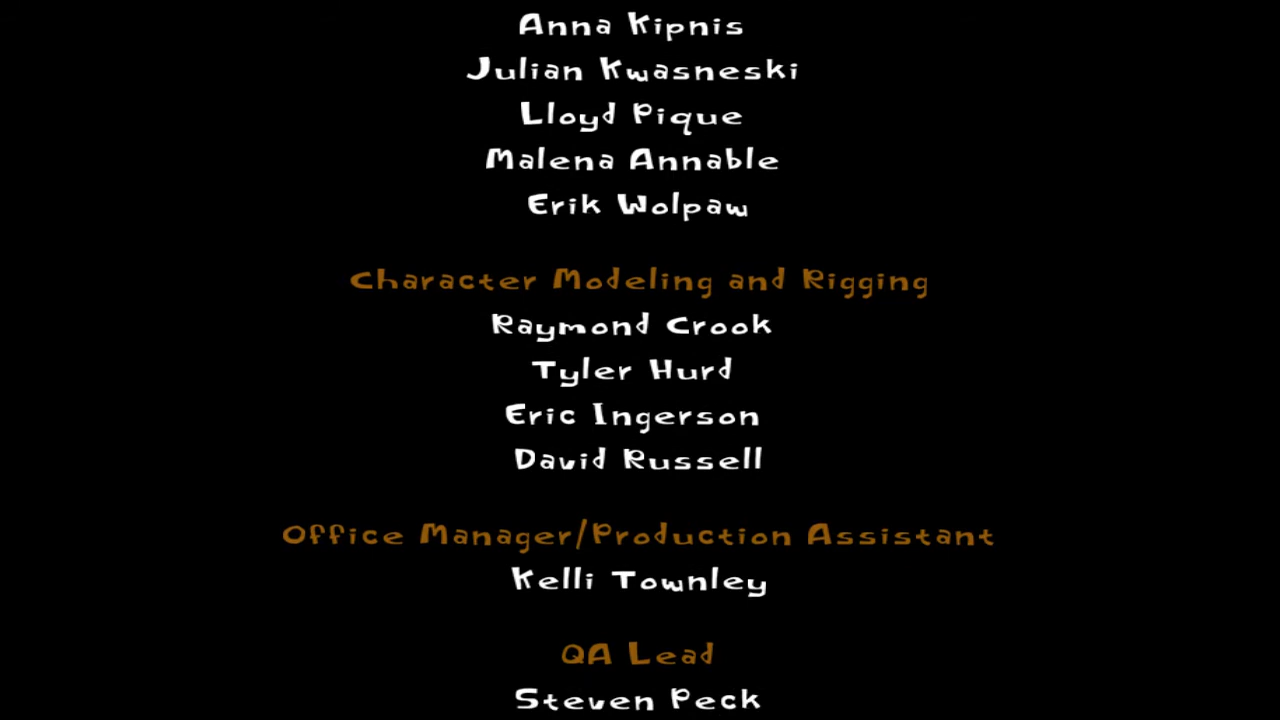 Anna Kipnis
Julian Kwasneski
Lloyd Pique
Malena Annable
Erik Wolpaw
Character Modeling and Rigging
Raymond Crook
Tyler Hurd
Eric Ingerson
David Russell
Office Manager/Production Assistant
Kelli Townley
QA Lead
Steven Peck